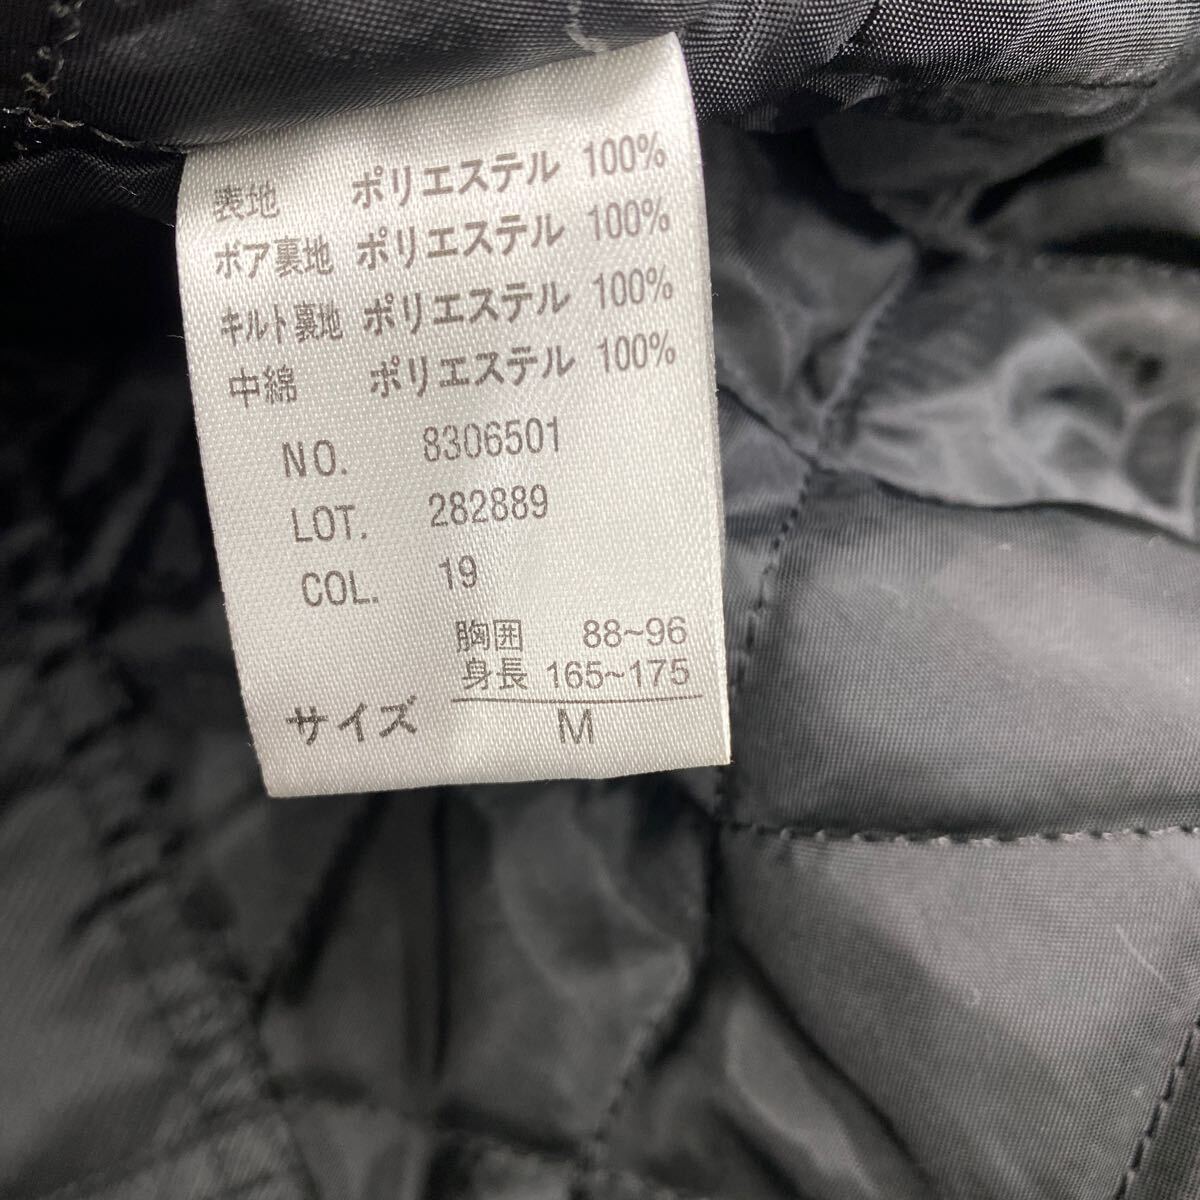 表地 ポリエステル 100%
ボア裏地 ポリエステル 100%
キルト裏地 ポリエステル 100%
中綿 ポリエステル 100%
NO. 8306501
LOT. 282889
COL. 19
胸囲 88~96
身長 165~175
サイズ M